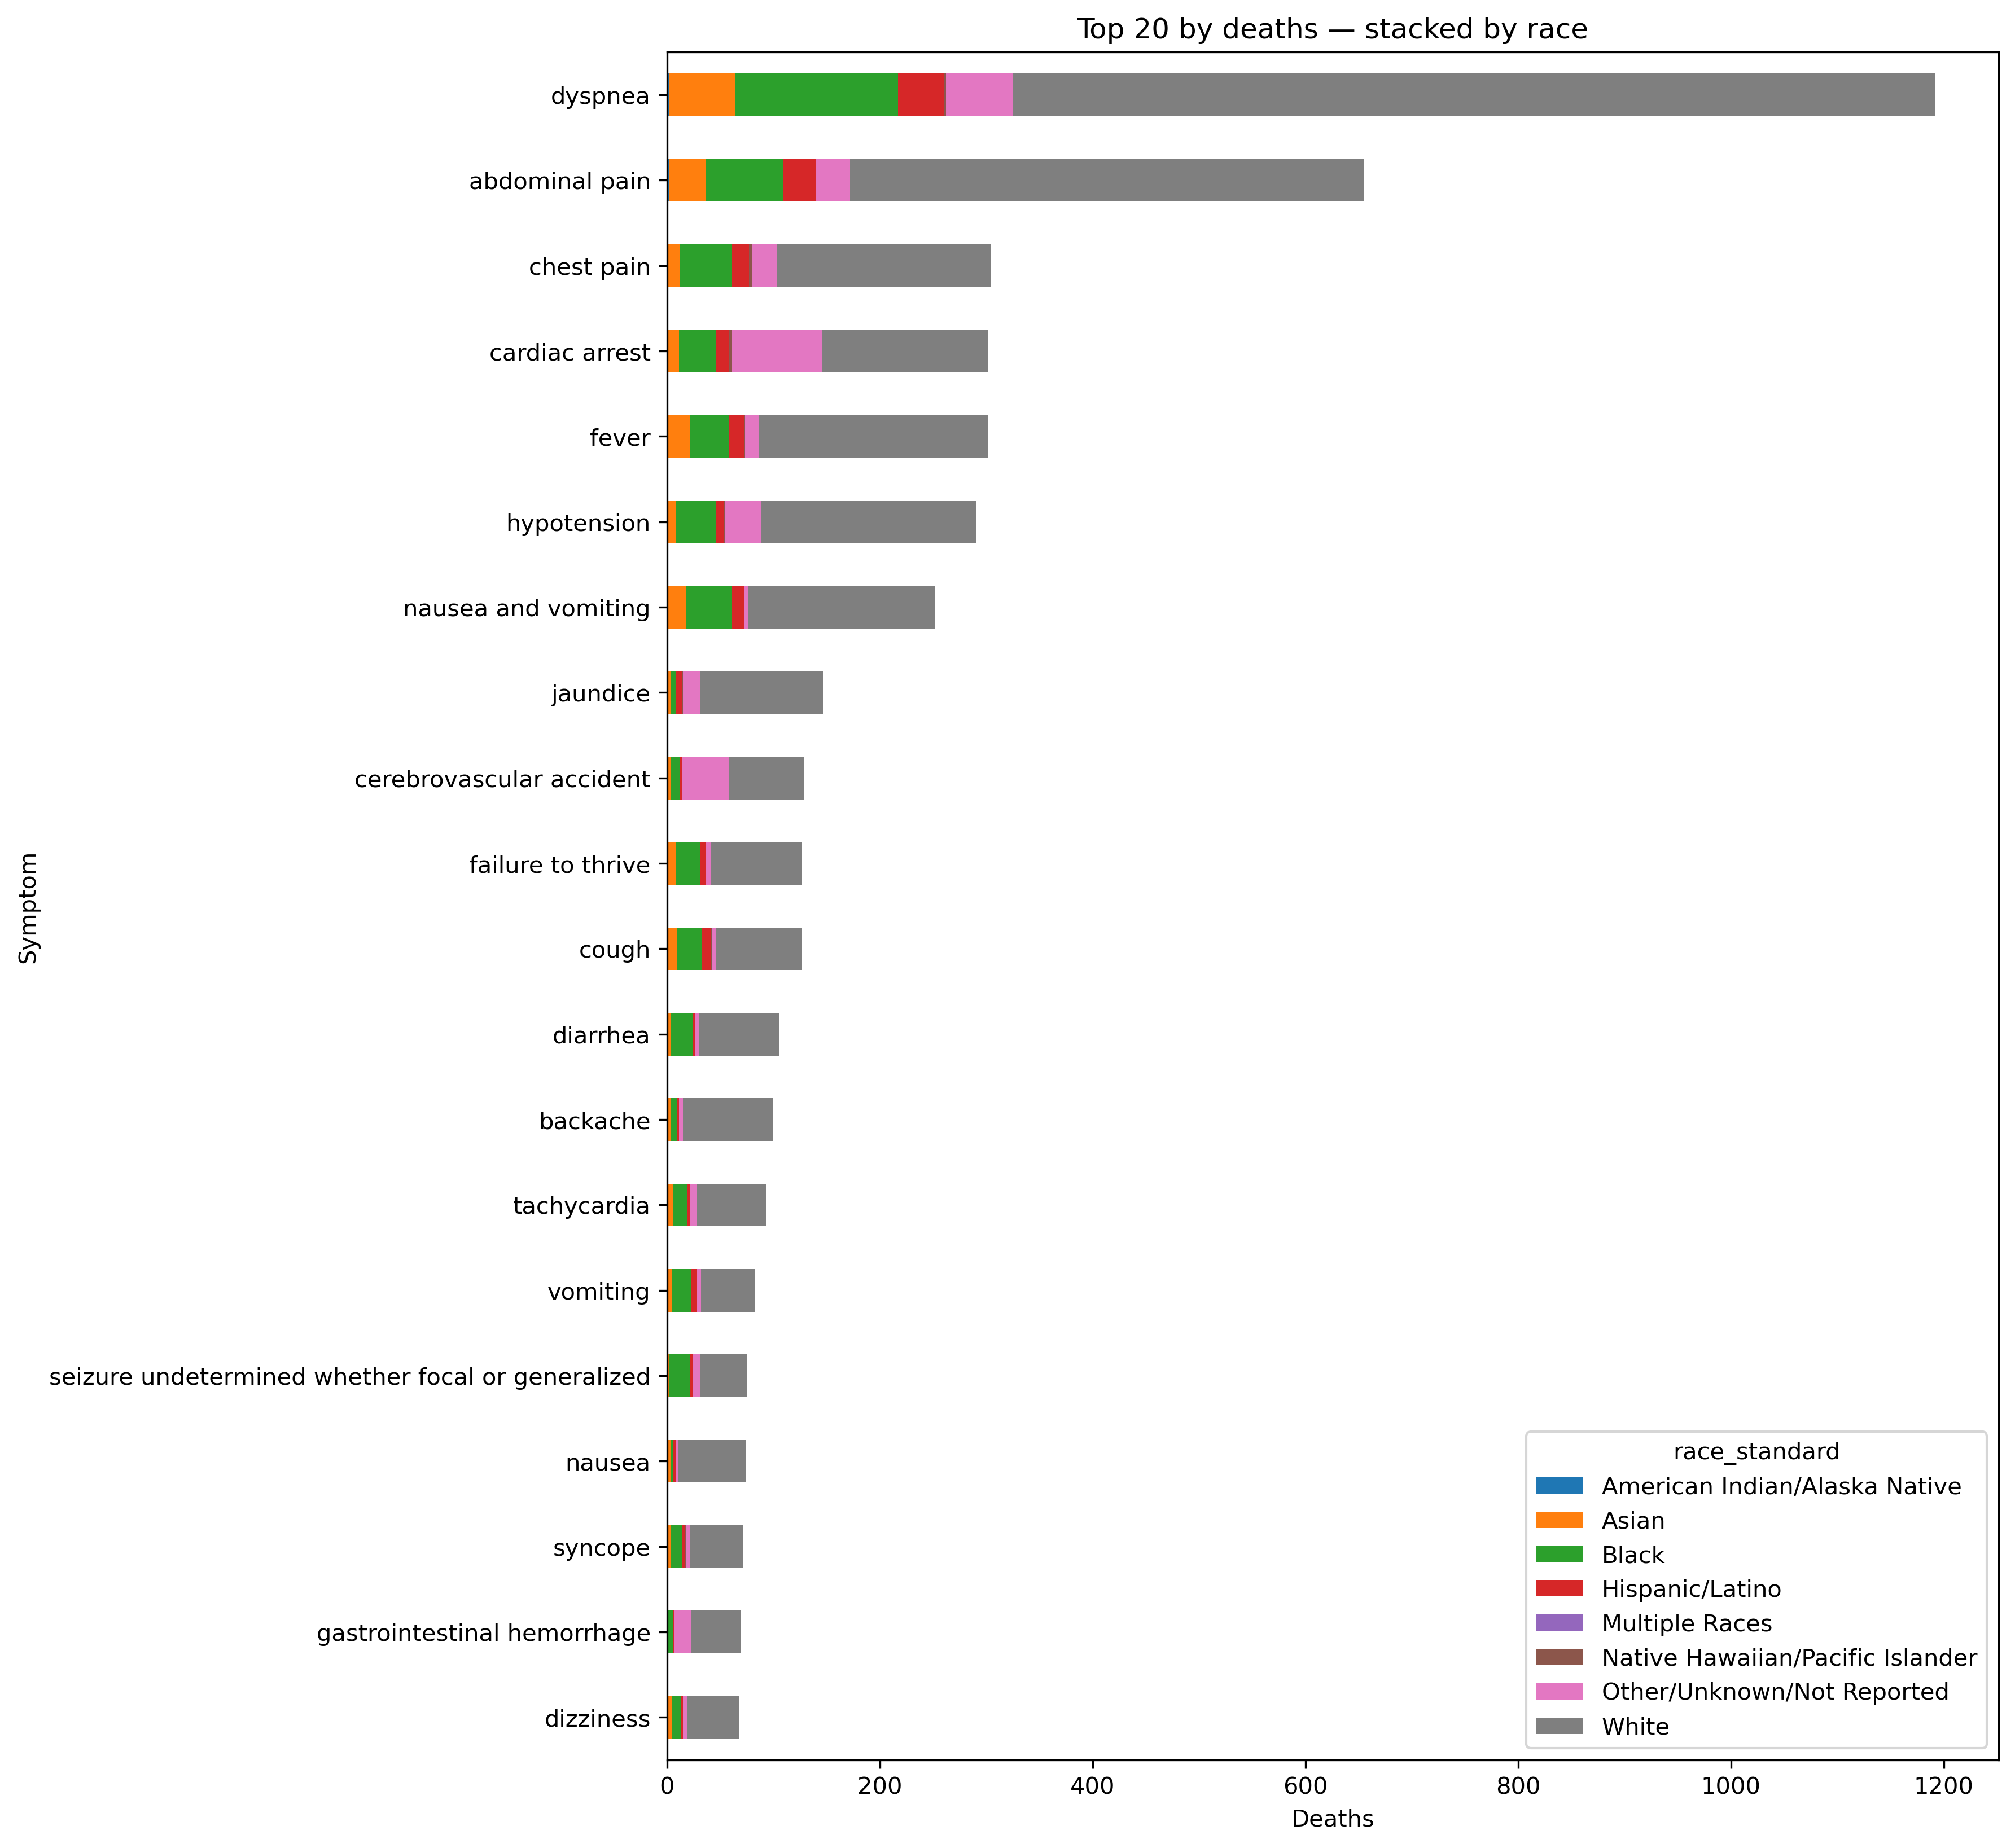 Top 20 by deaths — stacked by race
dyspnea
abdominal pain
chest pain
cardiac arrest
fever
hypotension
nausea and vomiting
jaundice
cerebrovascular accident
failure to thrive
cough
diarrhea
backache
tachycardia
vomiting
seizure undetermined whether focal or generalized
nausea
syncope
gastrointestinal hemorrhage
dizziness
Symptom
0 200 400 600 800 1000 1200
Deaths
race_standard
American Indian/Alaska Native
Asian
Black
Hispanic/Latino
Multiple Races
Native Hawaiian/Pacific Islander
Other/Unknown/Not Reported
White